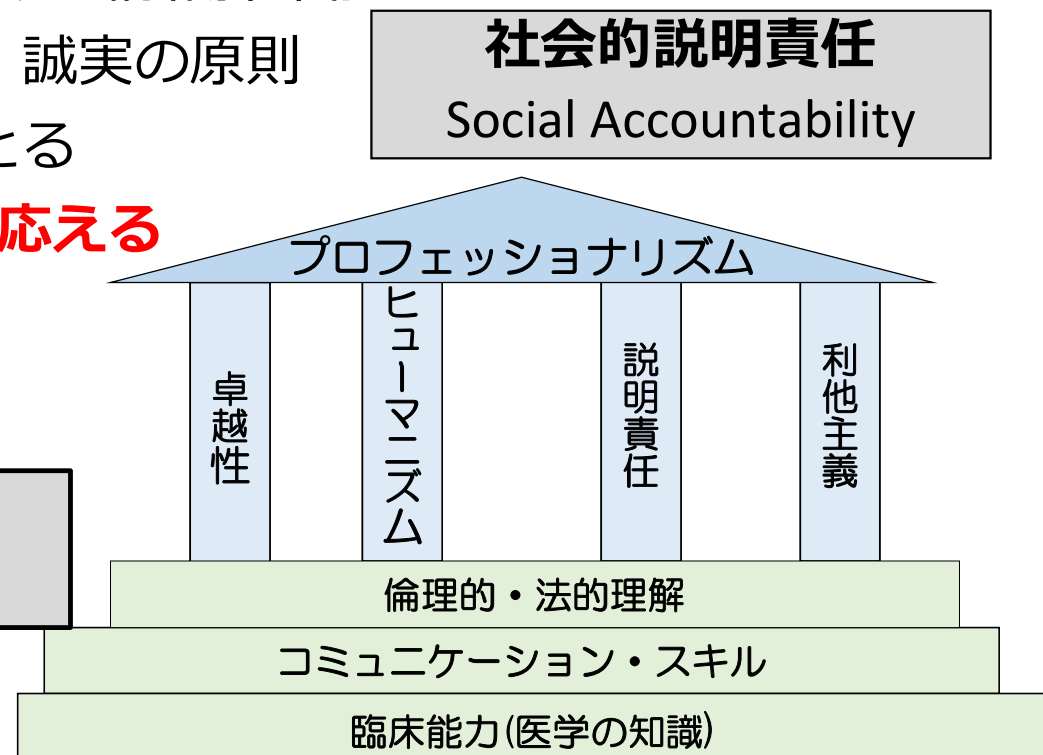 誠実の原則
とる
応える
社会的説明責任
Social Accountability
プロフェッショナリズム
卓越性
ヒューマニズム
説明責任
利他主義
倫理的・法的理解
コミュニケーション・スキル
臨床能力(医学の知識)